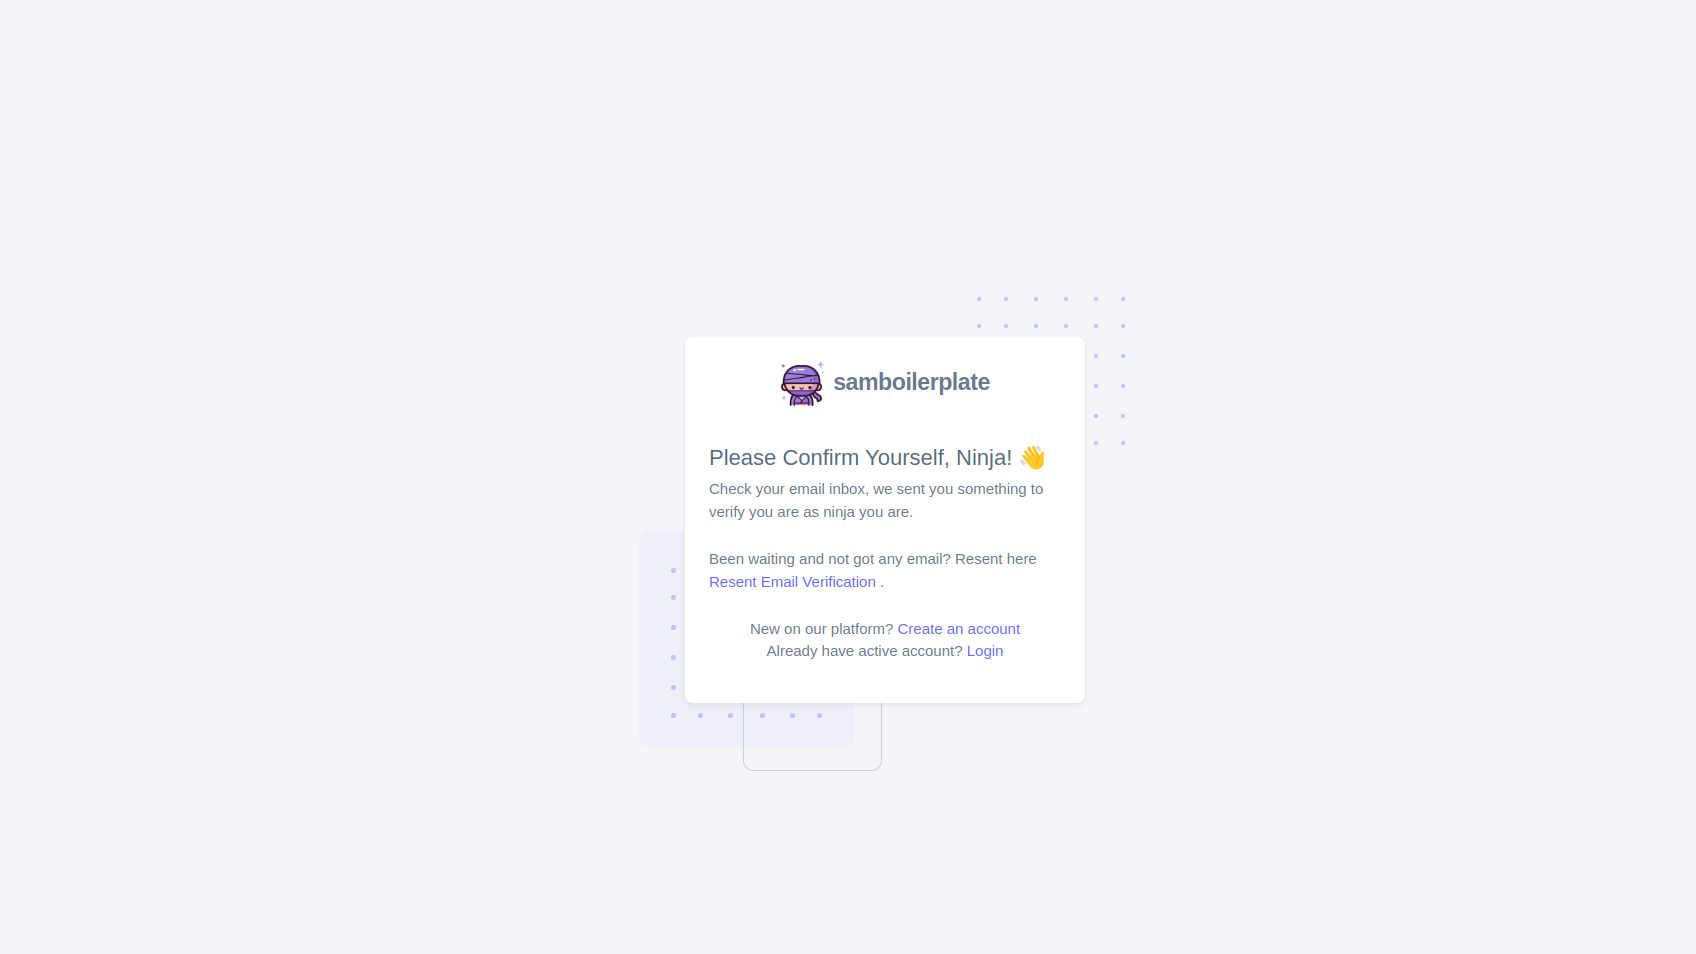 samboilerplate
Please Confirm Yourself, Ninja! 👋
Check your email inbox, we sent you something to
verify you are as ninja you are.
Been waiting and not got any email? Resent here
Resent Email Verification .
New on our platform? Create an account
Already have active account? Login